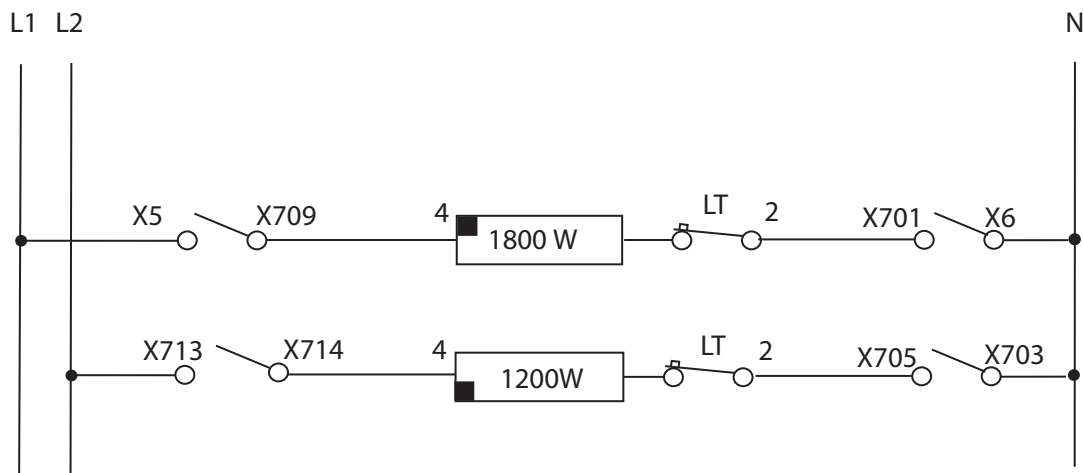 L1 L2 N
X5 X709 4 1800 W LT 2 X701 X6
X713 X714 4 1200W LT 2 X705 X703